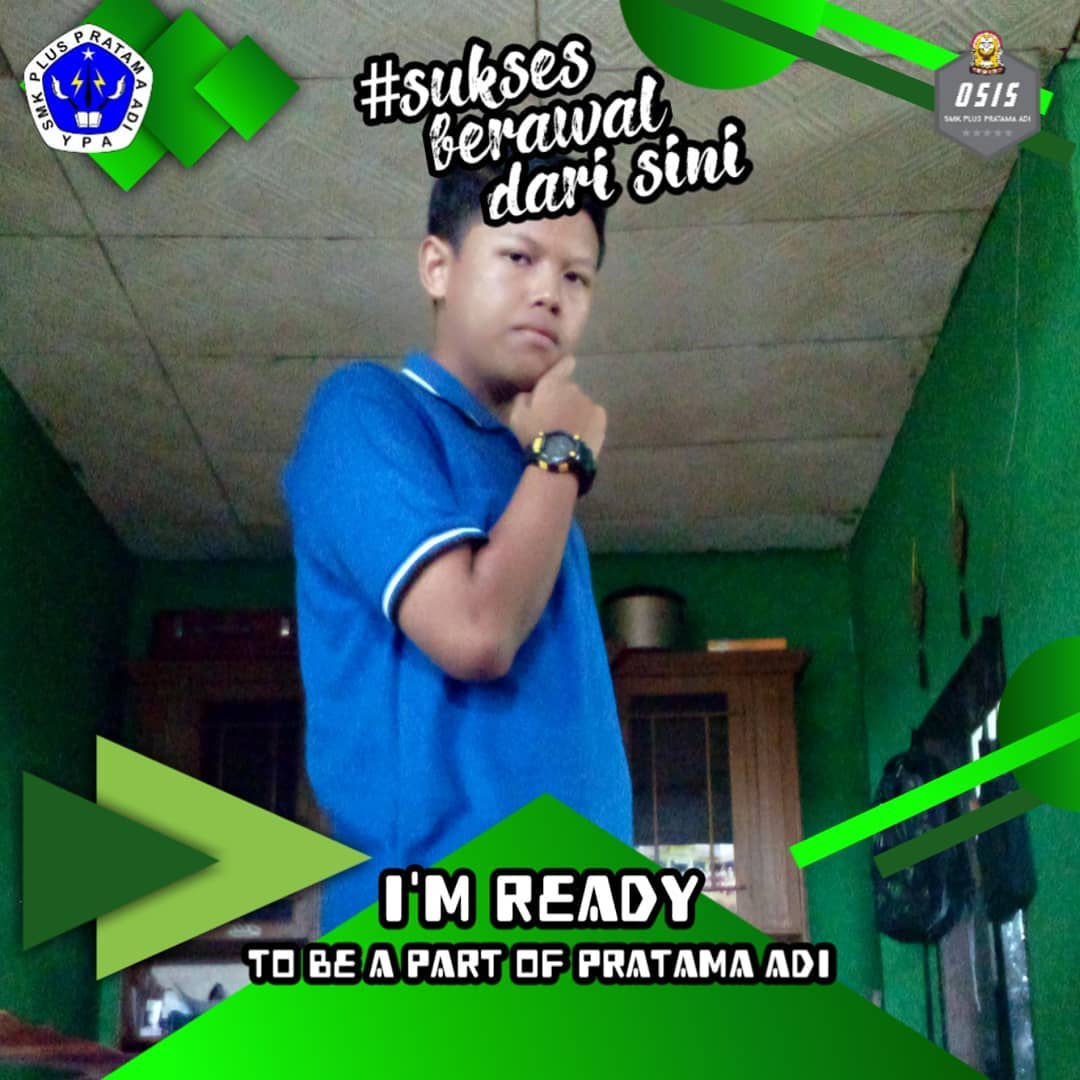 SMK PLUS PRATAMA ADI
YPA
#sukses
berawal
dari sini
OSIS
SMK PLUS PRATAMA ADI
I'M READY
TO BE A PART OF PRATAMA ADI